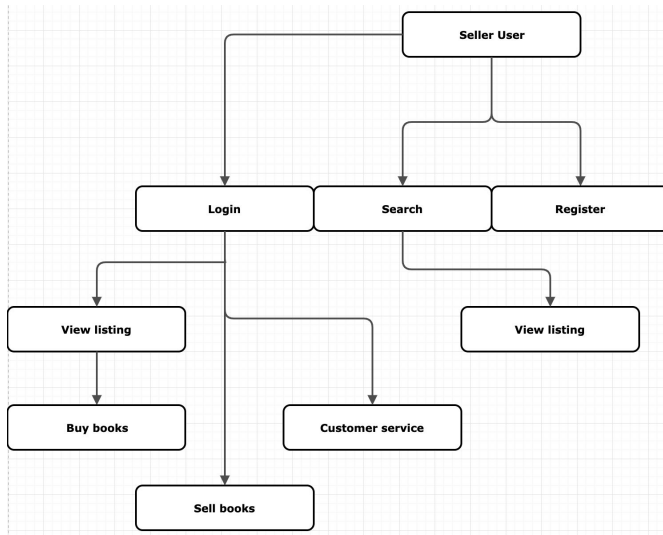 Seller User
Login
Search
Register
View listing
View listing
Buy books
Customer service
Sell books